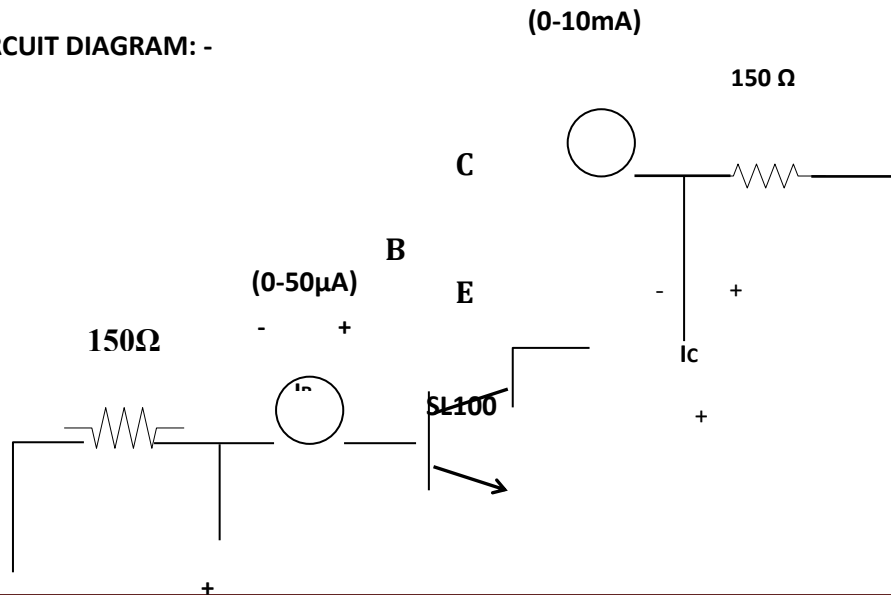 (0-10mA)
RCUIT DIAGRAM: -
150 Ω
C
B
(0-50µA)
E
- +
- +
150Ω
IC
SL100
+
+